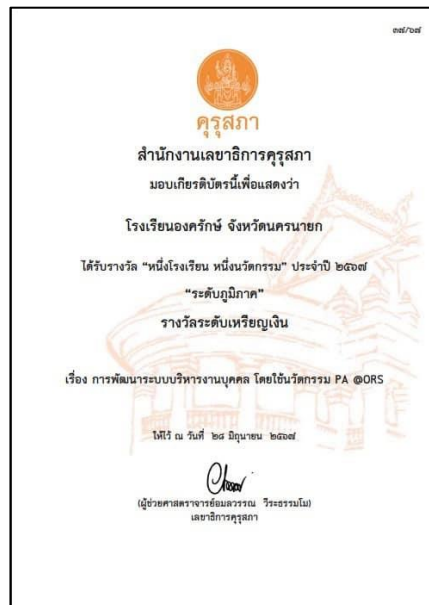 ๓๗/๖๗
คุรุสภา
สำนักงานเลขาธิการคุรุสภา
มอบเกียรติบัตรนี้เพื่อแสดงว่า
โรงเรียนองครักษ์ จังหวัดนครนายก
ได้รับรางวัล “หนึ่งโรงเรียน หนึ่งนวัตกรรม” ประจำปี ๒๕๖๗
“ระดับภูมิภาค”
รางวัลระดับเหรียญเงิน
เรื่อง การพัฒนาระบบบริหารงานบุคคล โดยใช้นวัตกรรม PA @ORS
ให้ไว้ ณ วันที่ ๒๘ มิถุนายน ๒๕๖๗
(ผู้ช่วยศาสตราจารย์อมลวรรณ วีระธรรมโม)
เลขาธิการคุรุสภา